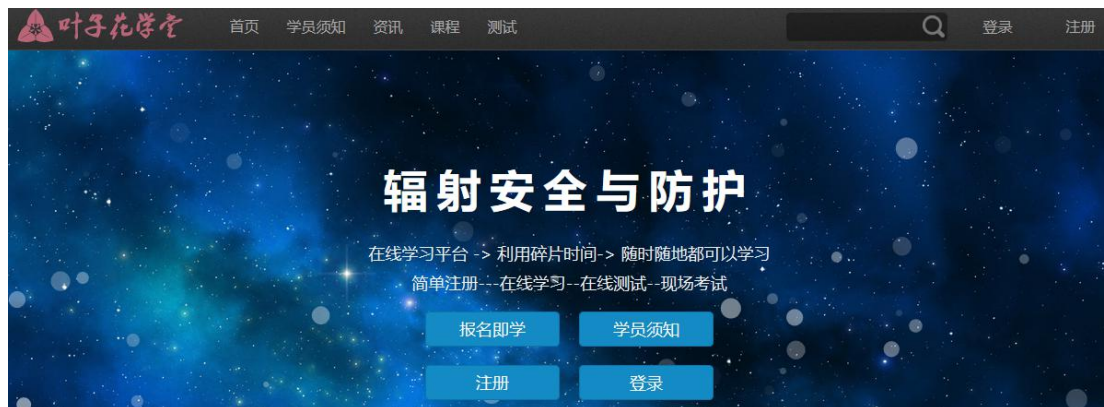 叶子花学堂 首页 学员须知 资讯 课程 测试 登录 注册
辐射安全与防护
在线学习平台 -> 利用碎片时间-> 随时随地都可以学习
简单注册---在线学习--在线测试--现场考试
报名即学 学员须知
注册 登录